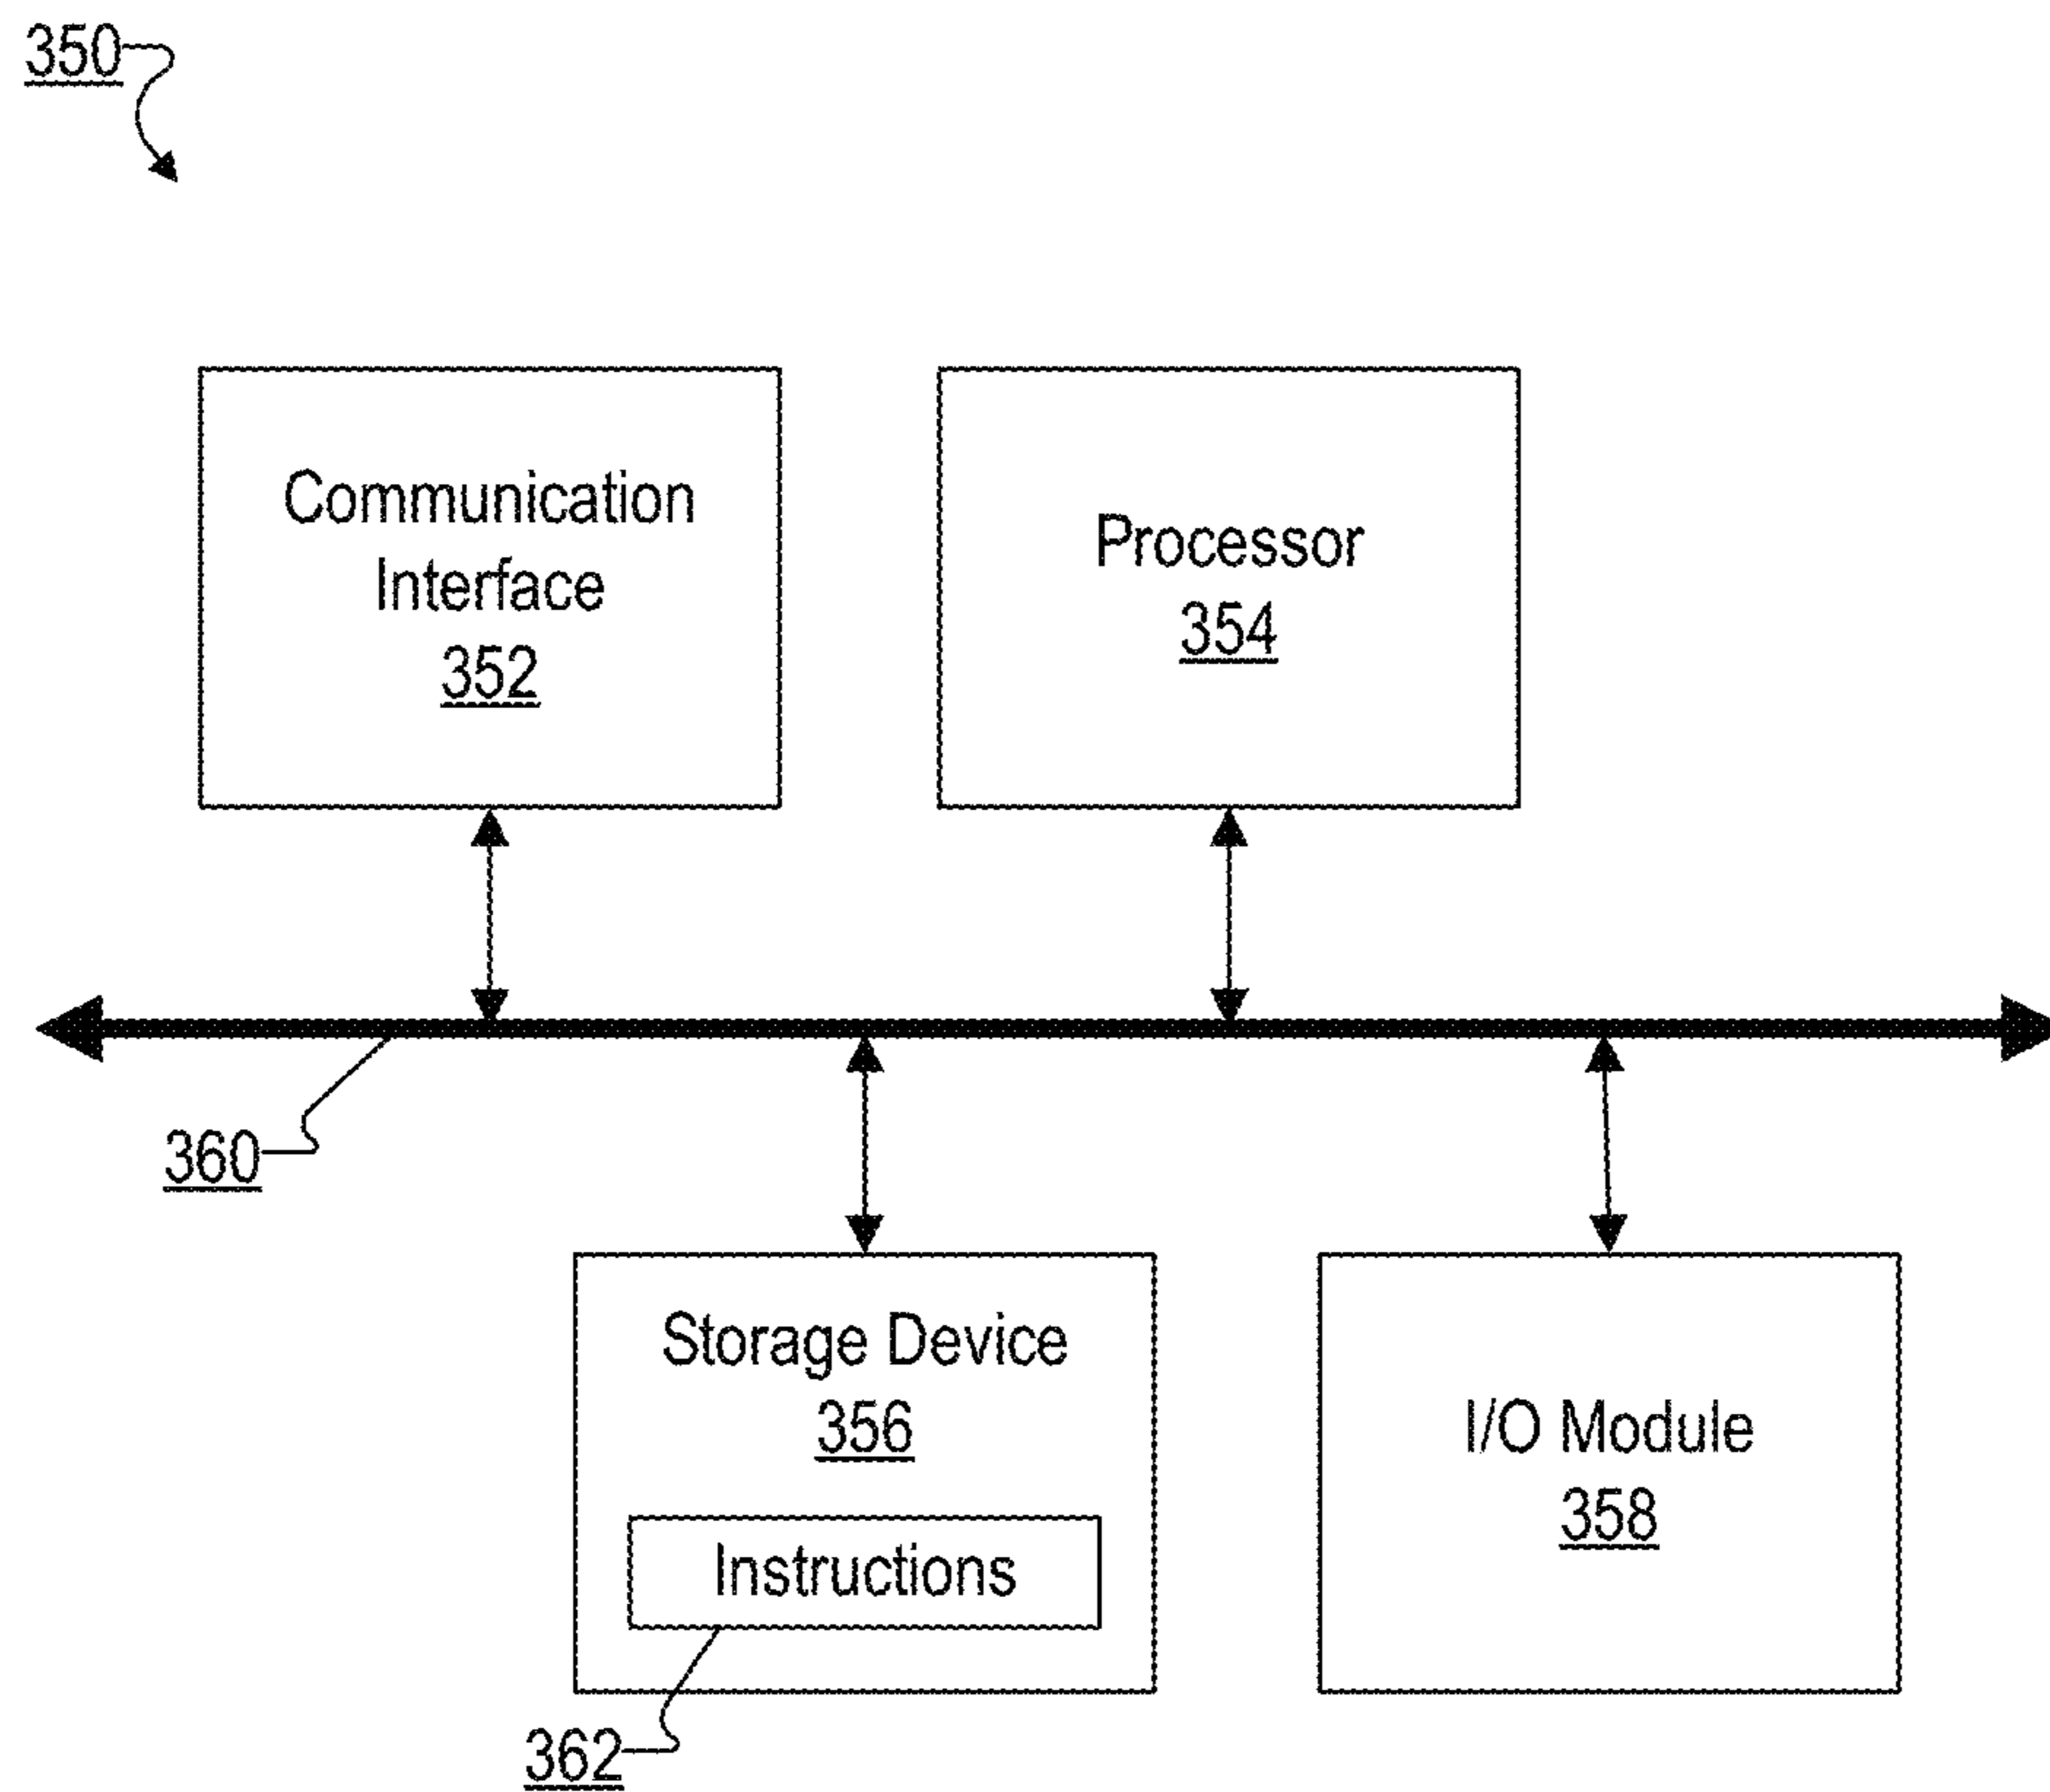 350
Communication
Interface
352
Processor
354
360
Storage Device
356
Instructions
362
I/O Module
358